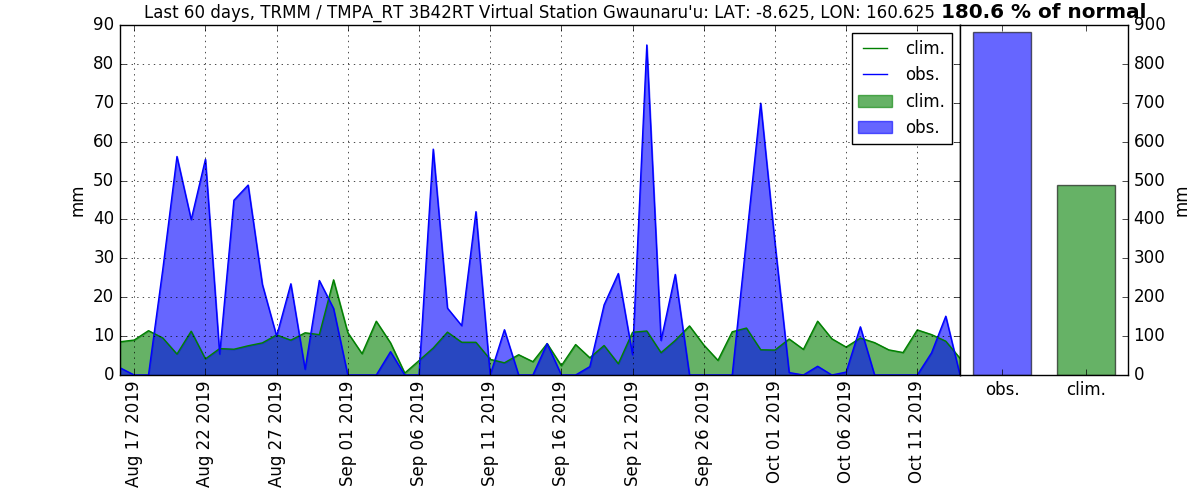 Last 60 days, TRMM / TMPA_RT 3B42RT Virtual Station Gwaunaru'u: LAT: -8.625, LON: 160.625 180.6 % of normal
90
80
70
60
50
40
30
20
10
0
mm
clim.
obs.
clim.
obs.
Aug 17 2019
Aug 22 2019
Aug 27 2019
Sep 01 2019
Sep 06 2019
Sep 11 2019
Sep 16 2019
Sep 21 2019
Sep 26 2019
Oct 01 2019
Oct 06 2019
Oct 11 2019
900
800
700
600
500
400
300
200
100
0
mm
obs. clim.